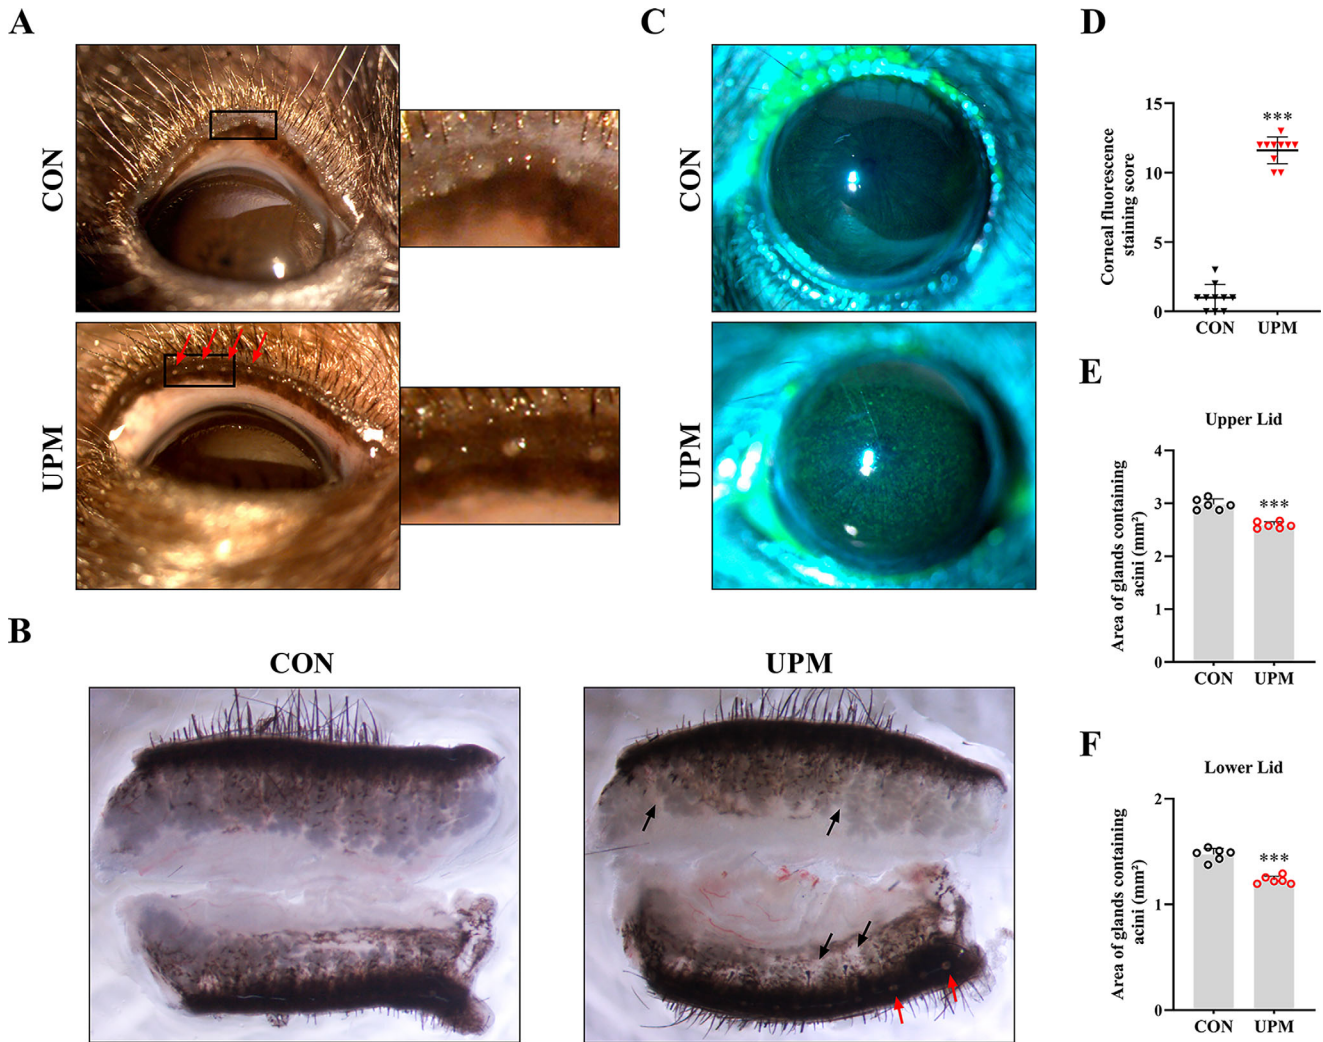 A
CON
UPM
B
CON
UPM
C
CON
UPM
D
Corneal fluorescence
staining score
15
10
5
0
***
CON
UPM
E
Upper Lid
Area of glands containing
acini (mm²)
4
3
2
1
0
***
CON
UPM
F
Lower Lid
Area of glands containing
acini (mm²)
2
1
0
***
CON
UPM